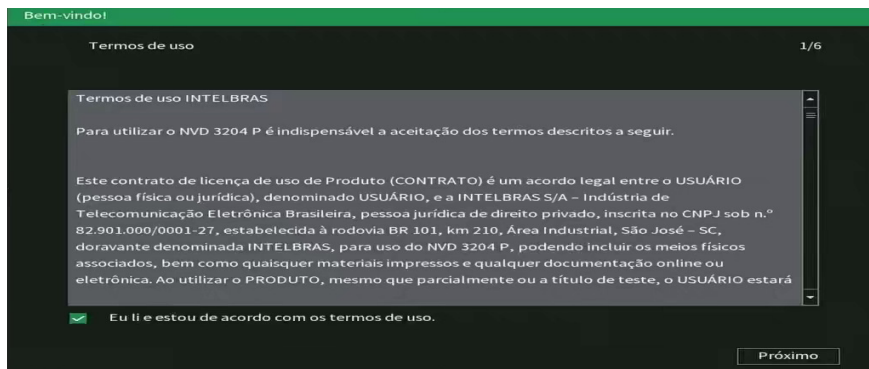 Bem-vindo!
Termos de uso
1/6
Termos de uso INTELBRAS
Para utilizar o NVD 3204 P é indispensável a aceitação dos termos descritos a seguir.
Este contrato de licença de uso de Produto (CONTRATO) é um acordo legal entre o USUÁRIO
(pessoa física ou jurídica), denominado USUÁRIO, e a INTELBRAS S/A – Indústria de
Telecomunicação Eletrônica Brasileira, pessoa jurídica de direito privado, inscrita no CNPJ sob n.º
82.901.000/0001-27, estabelecida à rodovia BR 101, km 210, Área Industrial, São José – SC,
doravante denominada INTELBRAS, para uso do NVD 3204 P, podendo incluir os meios físicos
associados, bem como quaisquer materiais impressos e qualquer documentação online ou
eletrônica. Ao utilizar o PRODUTO, mesmo que parcialmente ou a título de teste, o USUÁRIO estará
Eu li e estou de acordo com os termos de uso.
Próximo